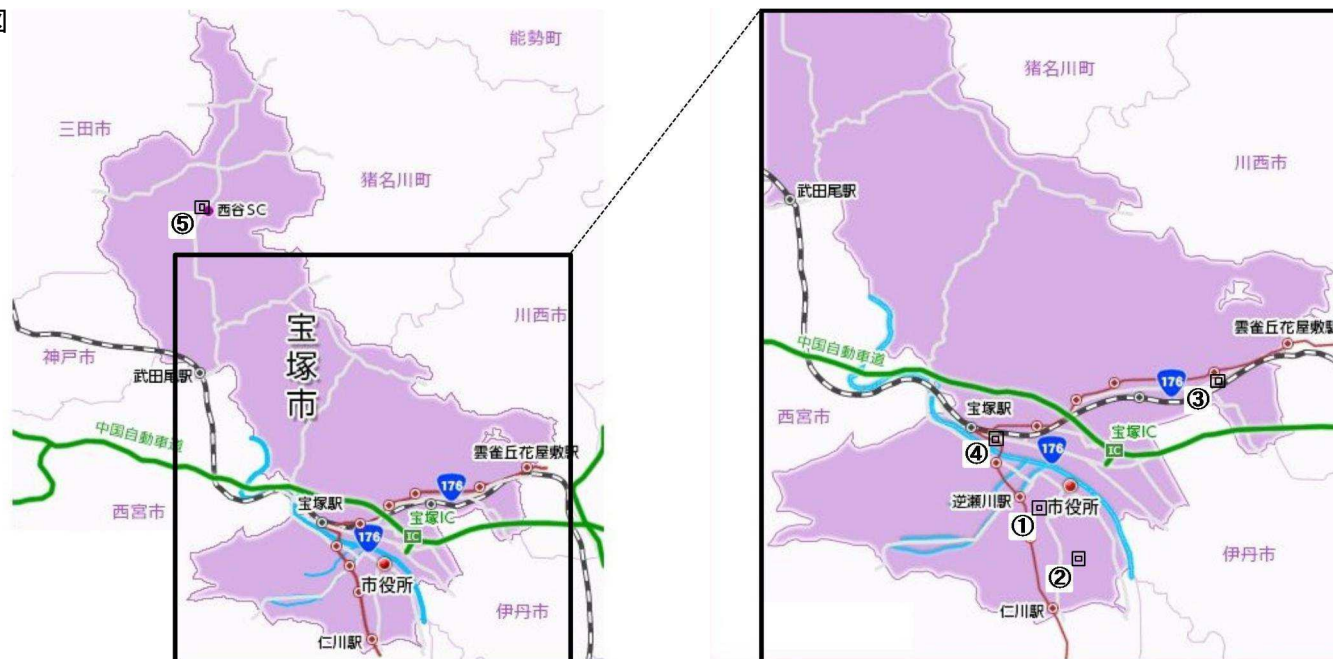 図
能勢町
三田市
猪名川町
⑤
西谷SC
宝塚市
川西市
神戸市
武田尾駅
中国自動車道
雲雀丘花屋敷駅
西宮市
176
宝塚駅
宝塚IC
IC
176
市役所
伊丹市
仁川駅
猪名川町
川西市
武田尾駅
雲雀丘花屋敷駅
中国自動車道
176
③
西宮市
宝塚駅
宝塚IC
④
176
IC
逆瀬川駅
市役所
①
伊丹市
②
仁川駅